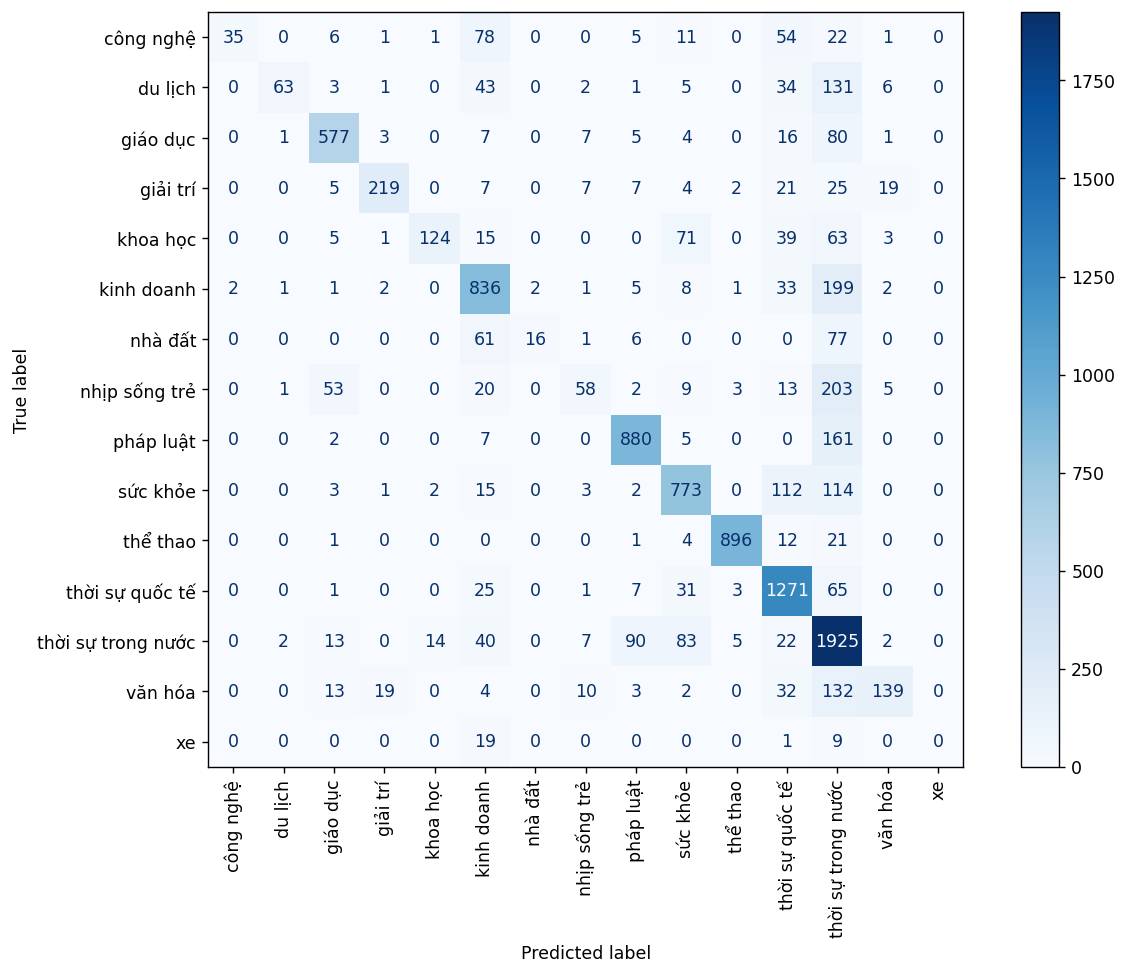 công nghệ 35 0 6 1 1 78 0 0 5 11 0 54 22 1 0
du lịch 0 63 3 1 0 43 0 2 1 5 0 34 131 6 0
giáo dục 0 1 577 3 0 7 0 7 5 4 0 16 80 1 0
giải trí 0 0 5 219 0 7 0 7 7 4 2 21 25 19 0
khoa học 0 0 5 1 124 15 0 0 0 71 0 39 63 3 0
kinh doanh 2 1 1 2 0 836 2 1 5 8 1 33 199 2 0
nhà đất 0 0 0 0 0 61 16 1 6 0 0 0 77 0 0
nhịp sống trẻ 0 1 53 0 0 20 0 58 2 9 3 13 203 5 0
pháp luật 0 0 2 0 0 7 0 0 880 5 0 0 161 0 0
sức khỏe 0 0 3 1 2 15 0 3 2 773 0 112 114 0 0
thể thao 0 0 1 0 0 0 0 0 1 4 896 12 21 0 0
thời sự quốc tế 0 0 1 0 0 25 0 1 7 31 3 1271 65 0 0
thời sự trong nước 0 2 13 0 14 40 0 7 90 83 5 22 1925 2 0
văn hóa 0 0 13 19 0 4 0 10 3 2 0 32 132 139 0
xe 0 0 0 0 0 19 0 0 0 0 0 1 9 0 0
True label
công nghệ
du lịch
giáo dục
giải trí
khoa học
kinh doanh
nhà đất
nhịp sống trẻ
pháp luật
sức khỏe
thể thao
thời sự quốc tế
thời sự trong nước
văn hóa
xe
Predicted label
1750
1500
1250
1000
750
500
250
0